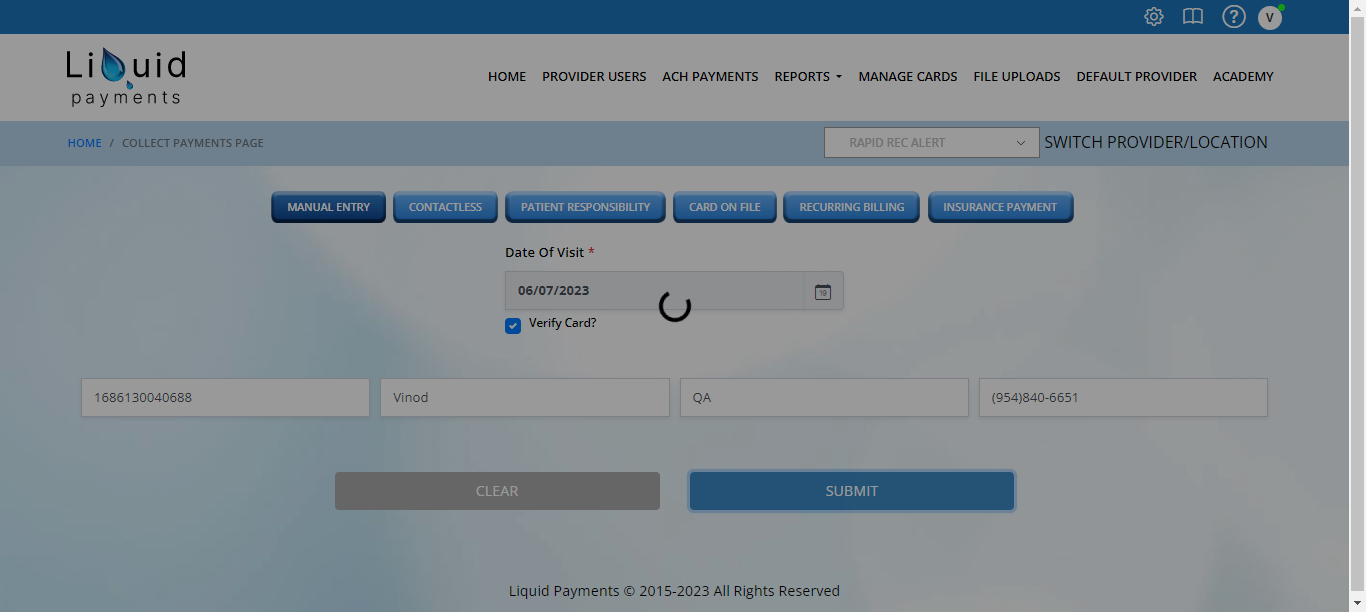 ? V
Liquid
payments
HOME PROVIDER USERS ACH PAYMENTS REPORTS MANAGE CARDS FILE UPLOADS DEFAULT PROVIDER ACADEMY
HOME / COLLECT PAYMENTS PAGE RAPID REC ALERT SWITCH PROVIDER/LOCATION
MANUAL ENTRY CONTACTLESS PATIENT RESPONSIBILITY CARD ON FILE RECURRING BILLING INSURANCE PAYMENT
Date Of Visit *
06/07/2023 19
Verify Card?
1686130040688 Vinod QA (954)840-6651
CLEAR SUBMIT
Liquid Payments © 2015-2023 All Rights Reserved